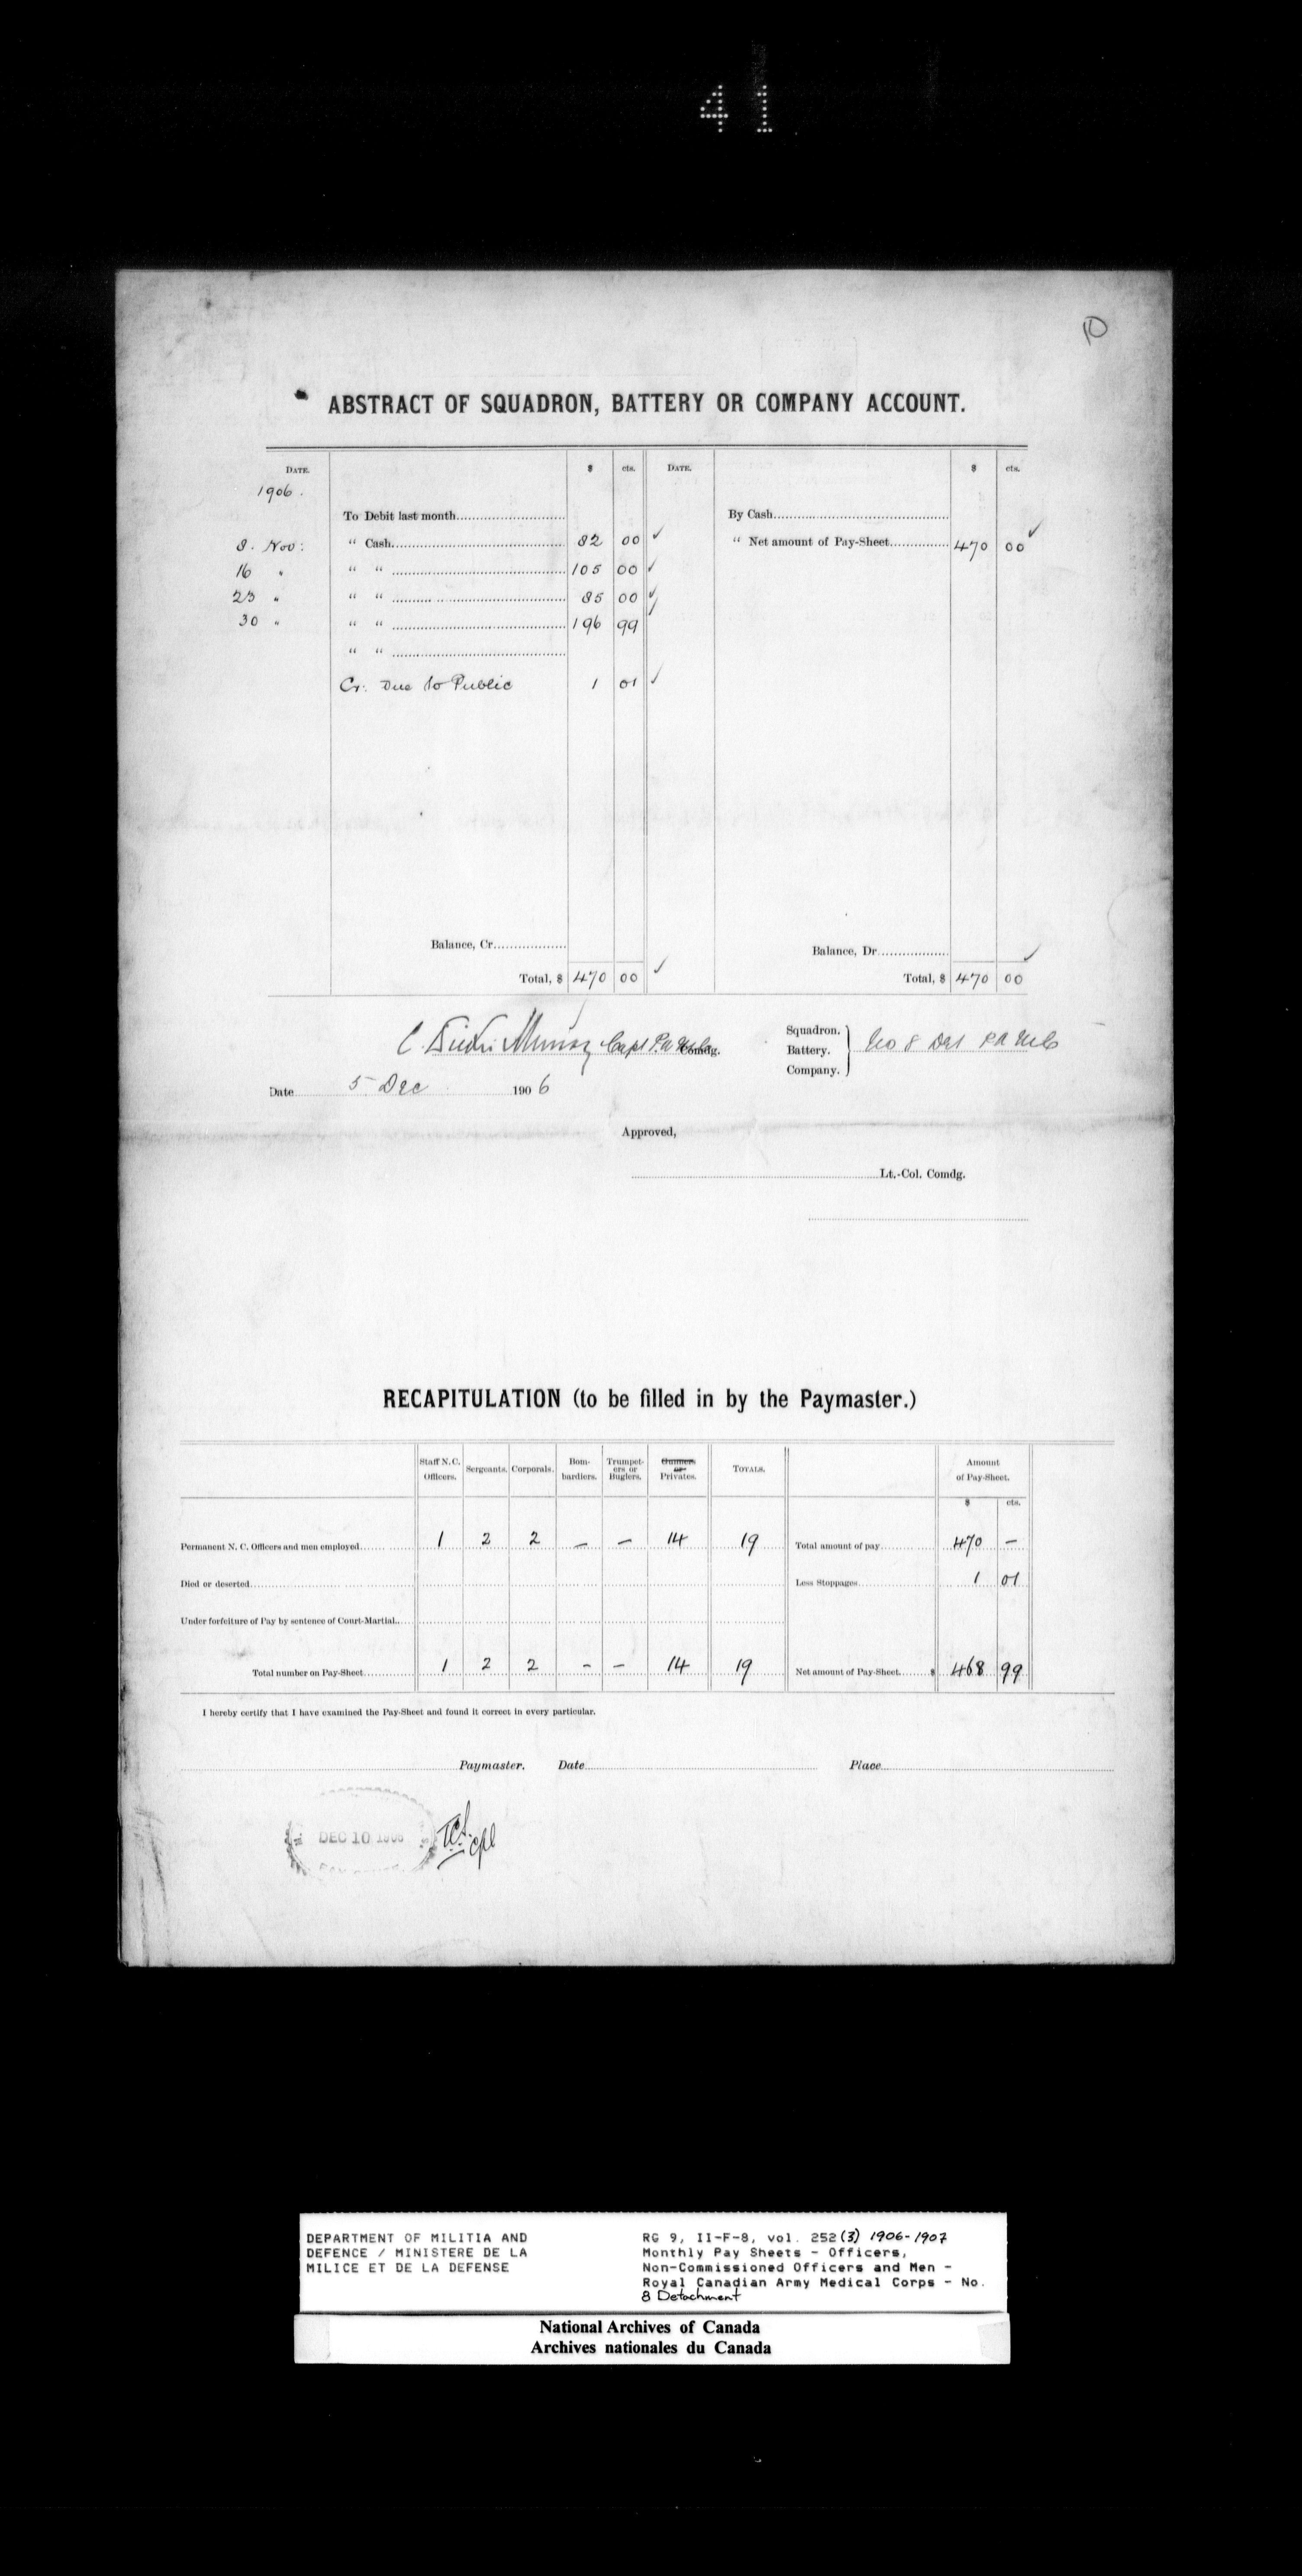 41
10
ABSTRACT OF SQUADRON, BATTERY OR COMPANY ACCOUNT.
DATE. $ cts. DATE. $ cts.
1906.
To Debit last month By Cash
8. Nov: " Cash 82 00 ✓ " Net amount of Pay-Sheet 470 00 ✓
16 " " " 105 00 ✓
23 " " " 85 00 ✓
30 " " " 196 99 ✓
" "
Cr. Due to Public 1 01 ✓
Balance, Cr. Balance, Dr. ✓
Total, $ 470 00 ✓ Total, $ 470 00
C. Murray Capt P.A.M.C. Comdg.
Squadron. Battery. Company. } No 8 Det P.A.M.C
Date 5 Dec 1906
Approved,
Lt.-Col. Comdg.
RECAPITULATION (to be filled in by the Paymaster.)
Staff N.C. Officers. Sergeants. Corporals. Bombardiers. Trumpeters or Buglers. Gunners or Privates. TOTALS. Amount of Pay-Sheet.
$ cts.
Permanent N. C. Officers and men employed 1 2 2 — — 14 19 Total amount of pay 470 —
Died or deserted Less Stoppages 1 01
Under forfeiture of Pay by sentence of Court-Martial
Total number on Pay-Sheet 1 2 2 - - 14 19 Net amount of Pay-Sheet $ 468 99
I hereby certify that I have examined the Pay-Sheet and found it correct in every particular.
Paymaster. Date Place
DEC 10 1906
cpl
DEPARTMENT OF MILITIA AND
DEFENCE / MINISTERE DE LA
MILICE ET DE LA DEFENSE
RG 9, II-F-8, vol. 252 (3) 1906-1907
Monthly Pay Sheets - Officers,
Non-Commissioned Officers and Men -
Royal Canadian Army Medical Corps - No.
8 Detachment
National Archives of Canada
Archives nationales du Canada